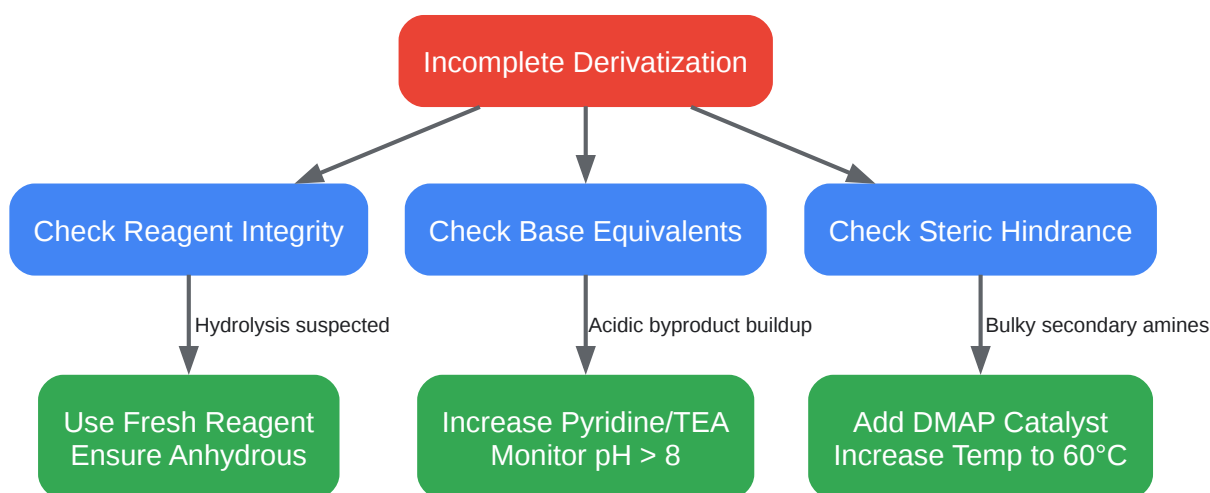 Incomplete Derivatization
Check Reagent Integrity
Check Base Equivalents
Check Steric Hindrance
Hydrolysis suspected
Acidic byproduct buildup
Bulky secondary amines
Use Fresh Reagent
Ensure Anhydrous
Increase Pyridine/TEA
Monitor pH > 8
Add DMAP Catalyst
Increase Temp to 60°C